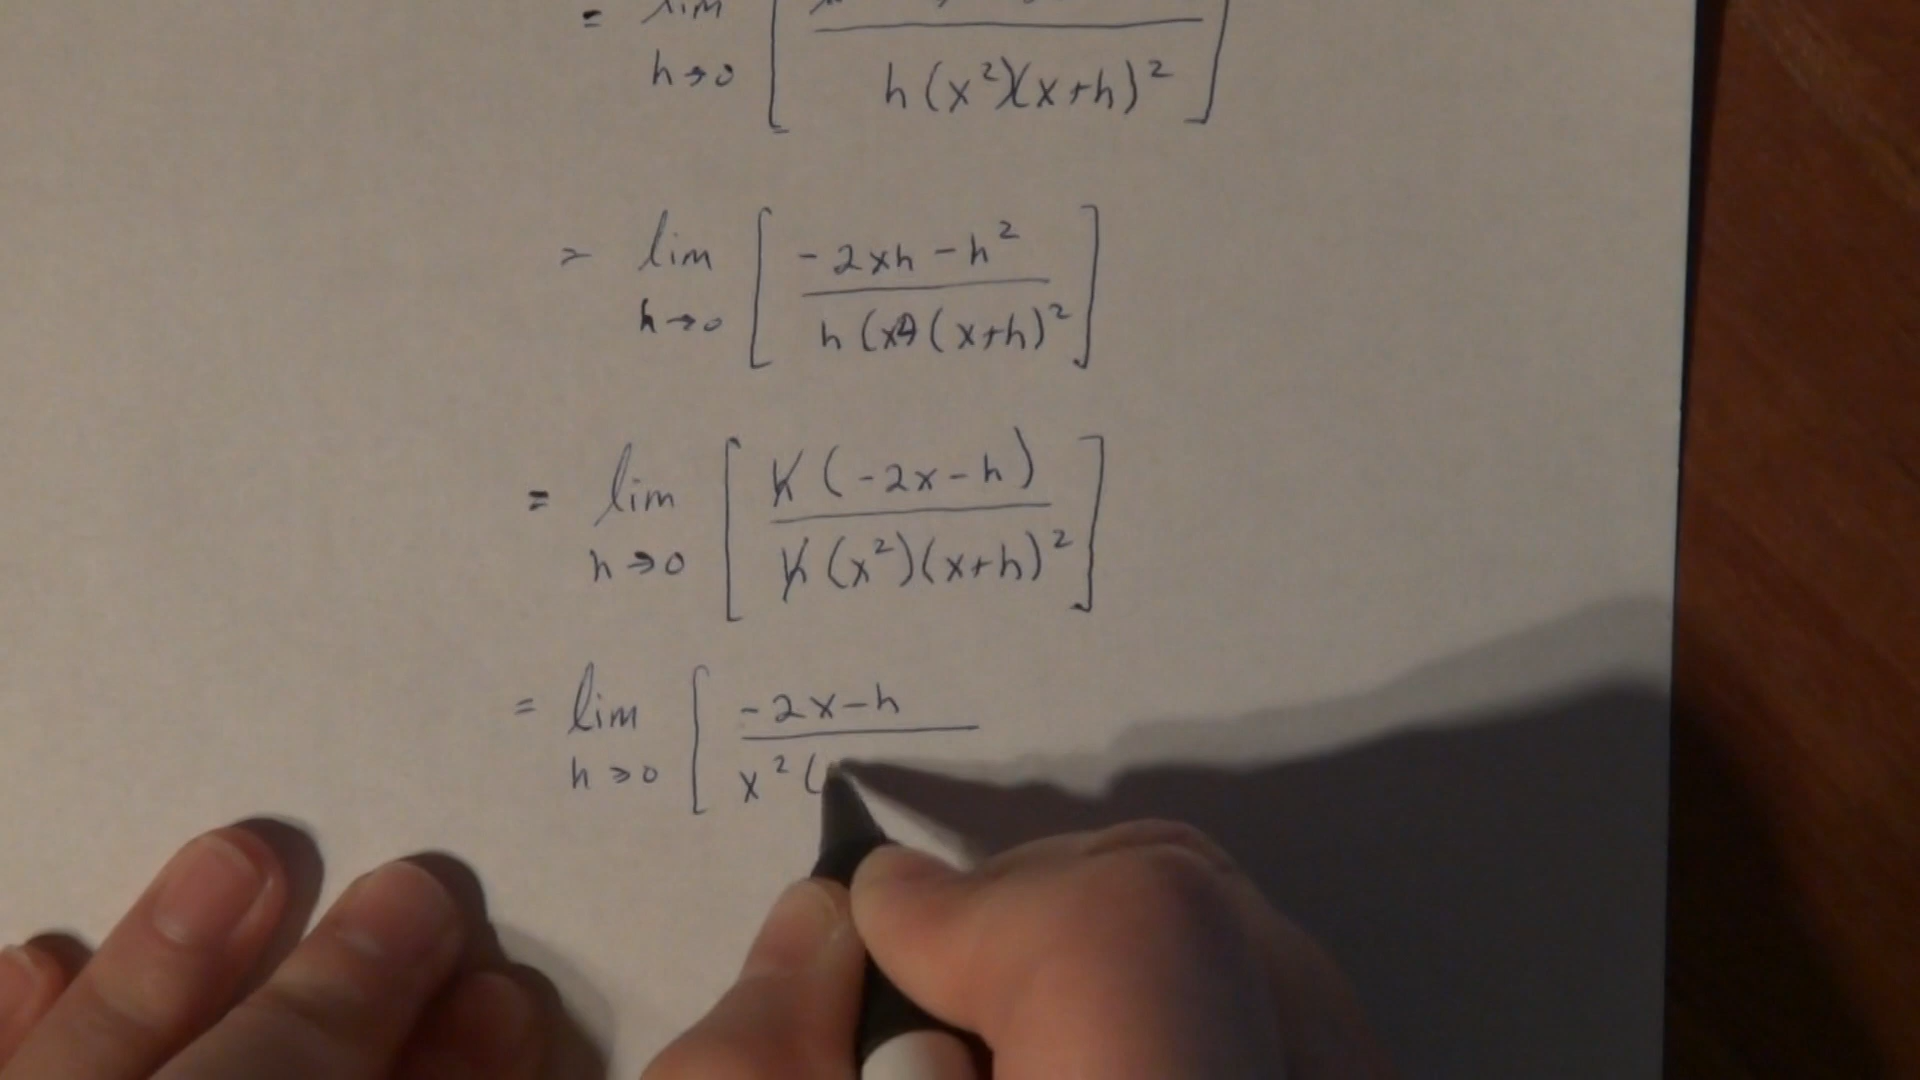 = lim
h→0 [ h(x²)(x+h)² ]
= lim [ -2xh - h²
h→0 h(x²)(x+h)² ]
= lim [ h(-2x-h)
h→0 h(x²)(x+h)² ]
= lim [ -2x-h
h→0 x²(